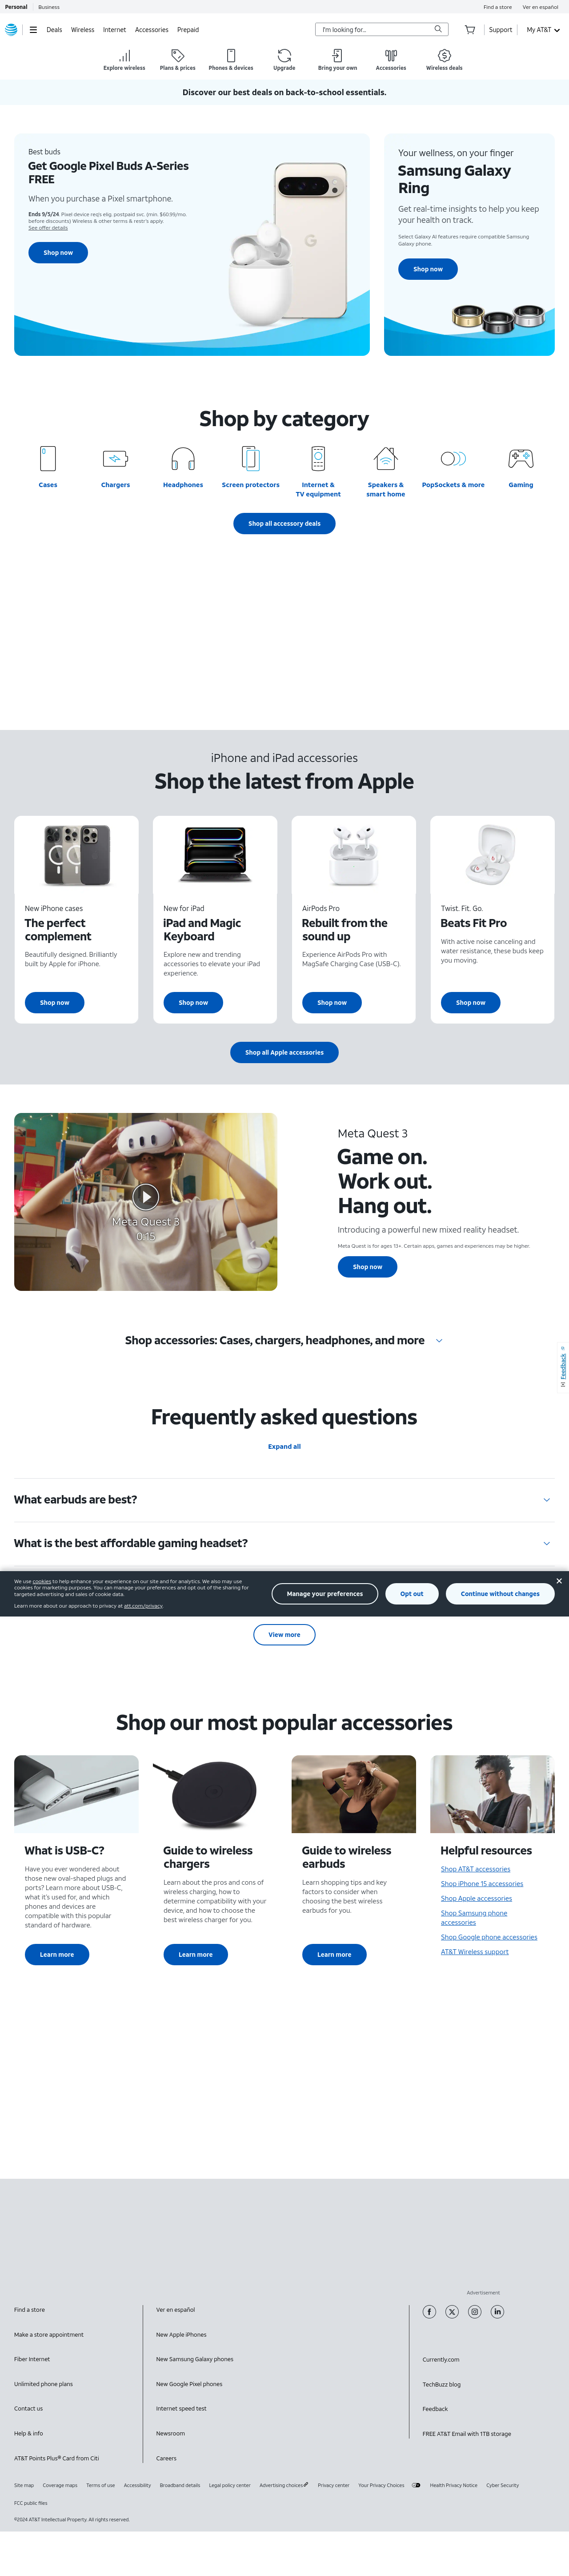 Personal
Business
Find a store
Ver en español
Deals
Wireless
Internet
Accessories
Prepaid
I'm looking for...
Support
My AT&T
Explore wireless
Plans & prices
Phones & devices
Upgrade
Bring your own
Accessories
Wireless deals
Discover our best deals on back-to-school essentials.
Best buds
Get Google Pixel Buds A-Series
FREE
When you purchase a Pixel smartphone.
Ends 9/5/24. Pixel device req's elig. postpaid svc. (min. $60.99/mo.
before discounts) Wireless & other terms & restr.'s apply.
See offer details
Shop now
Your wellness, on your finger
Samsung Galaxy
Ring
Get real-time insights to help you keep
your health on track.
Select Galaxy AI features require compatible Samsung
Galaxy phone.
Shop now
Shop by category
Cases
Chargers
Headphones
Screen protectors
Internet &
TV equipment
Speakers &
smart home
PopSockets & more
Gaming
Shop all accessory deals
iPhone and iPad accessories
Shop the latest from Apple
New iPhone cases
The perfect
complement
Beautifully designed. Brilliantly
built by Apple for iPhone.
Shop now
New for iPad
iPad and Magic
Keyboard
Explore new and trending
accessories to elevate your iPad
experience.
Shop now
AirPods Pro
Rebuilt from the
sound up
Experience AirPods Pro with
MagSafe Charging Case (USB-C).
Shop now
Twist. Fit. Go.
Beats Fit Pro
With active noise canceling and
water resistance, these buds keep
you moving.
Shop now
Shop all Apple accessories
Meta Quest 3
0:15
Meta Quest 3
Game on.
Work out.
Hang out.
Introducing a powerful new mixed reality headset.
Meta Quest is for ages 13+. Certain apps, games and experiences may be higher.
Shop now
Shop accessories: Cases, chargers, headphones, and more
Feedback
Frequently asked questions
Expand all
What earbuds are best?
What is the best affordable gaming headset?
We use cookies to help enhance your experience on our site and for analytics. We also may use
cookies for marketing purposes. You can manage your preferences and opt out of the sharing for
targeted advertising and sales of cookie data.
Learn more about our approach to privacy at att.com/privacy.
Manage your preferences
Opt out
Continue without changes
View more
Shop our most popular accessories
What is USB-C?
Have you ever wondered about
those new oval-shaped plugs and
ports? Learn more about USB-C,
what it's used for, and which
phones and devices are
compatible with this popular
standard of hardware.
Learn more
Guide to wireless
chargers
Learn about the pros and cons of
wireless charging, how to
determine compatibility with your
device, and how to choose the
best wireless charger for you.
Learn more
Guide to wireless
earbuds
Learn shopping tips and key
factors to consider when
choosing the best wireless
earbuds for you.
Learn more
Helpful resources
Shop AT&T accessories
Shop iPhone 15 accessories
Shop Apple accessories
Shop Samsung phone
accessories
Shop Google phone accessories
AT&T Wireless support
Advertisement
Find a store
Make a store appointment
Fiber Internet
Unlimited phone plans
Contact us
Help & info
AT&T Points Plus® Card from Citi
Ver en español
New Apple iPhones
New Samsung Galaxy phones
New Google Pixel phones
Internet speed test
Newsroom
Careers
Currently.com
TechBuzz blog
Feedback
FREE AT&T Email with 1TB storage
Site map
Coverage maps
Terms of use
Accessibility
Broadband details
Legal policy center
Advertising choices
Privacy center
Your Privacy Choices
Health Privacy Notice
Cyber Security
FCC public files
©2024 AT&T Intellectual Property. All rights reserved.